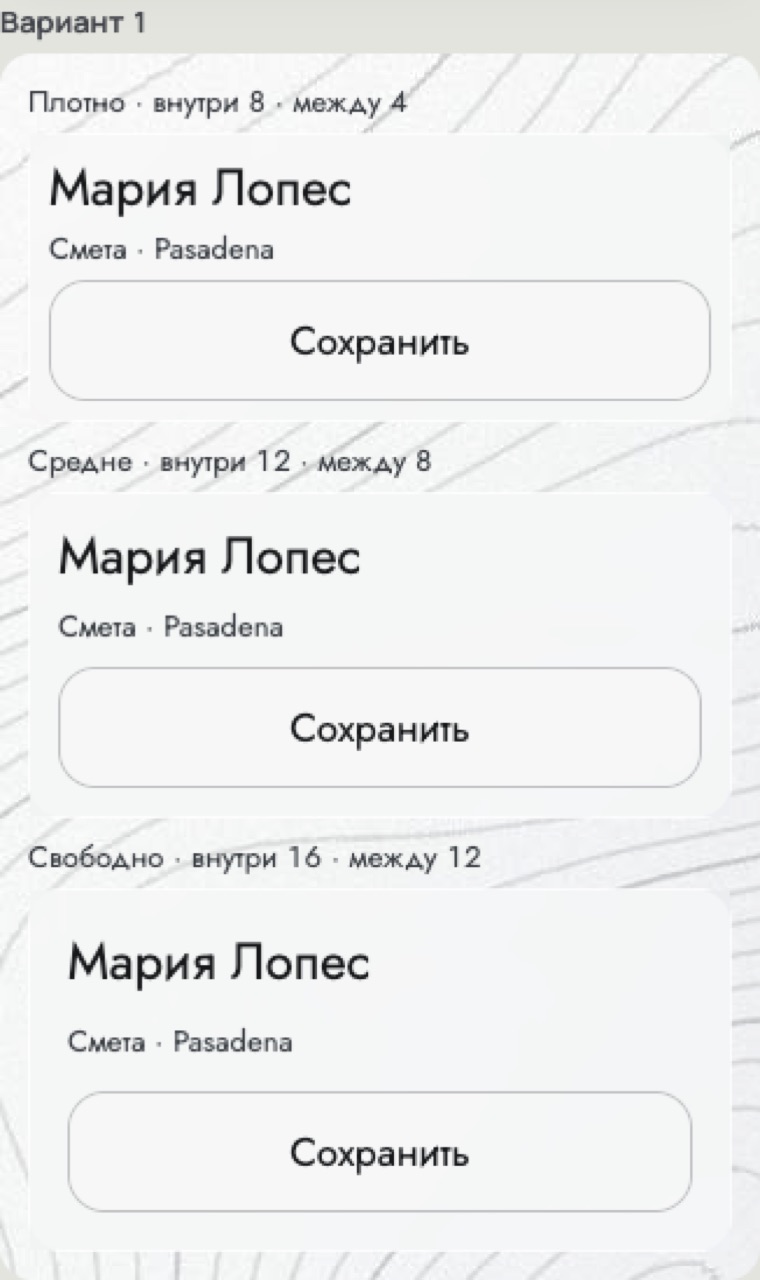 Вариант 1
Плотно · внутри 8 · между 4
Мария Лопес
Смета · Pasadena
Сохранить
Средне · внутри 12 · между 8
Мария Лопес
Смета · Pasadena
Сохранить
Свободно · внутри 16 · между 12
Мария Лопес
Смета · Pasadena
Сохранить